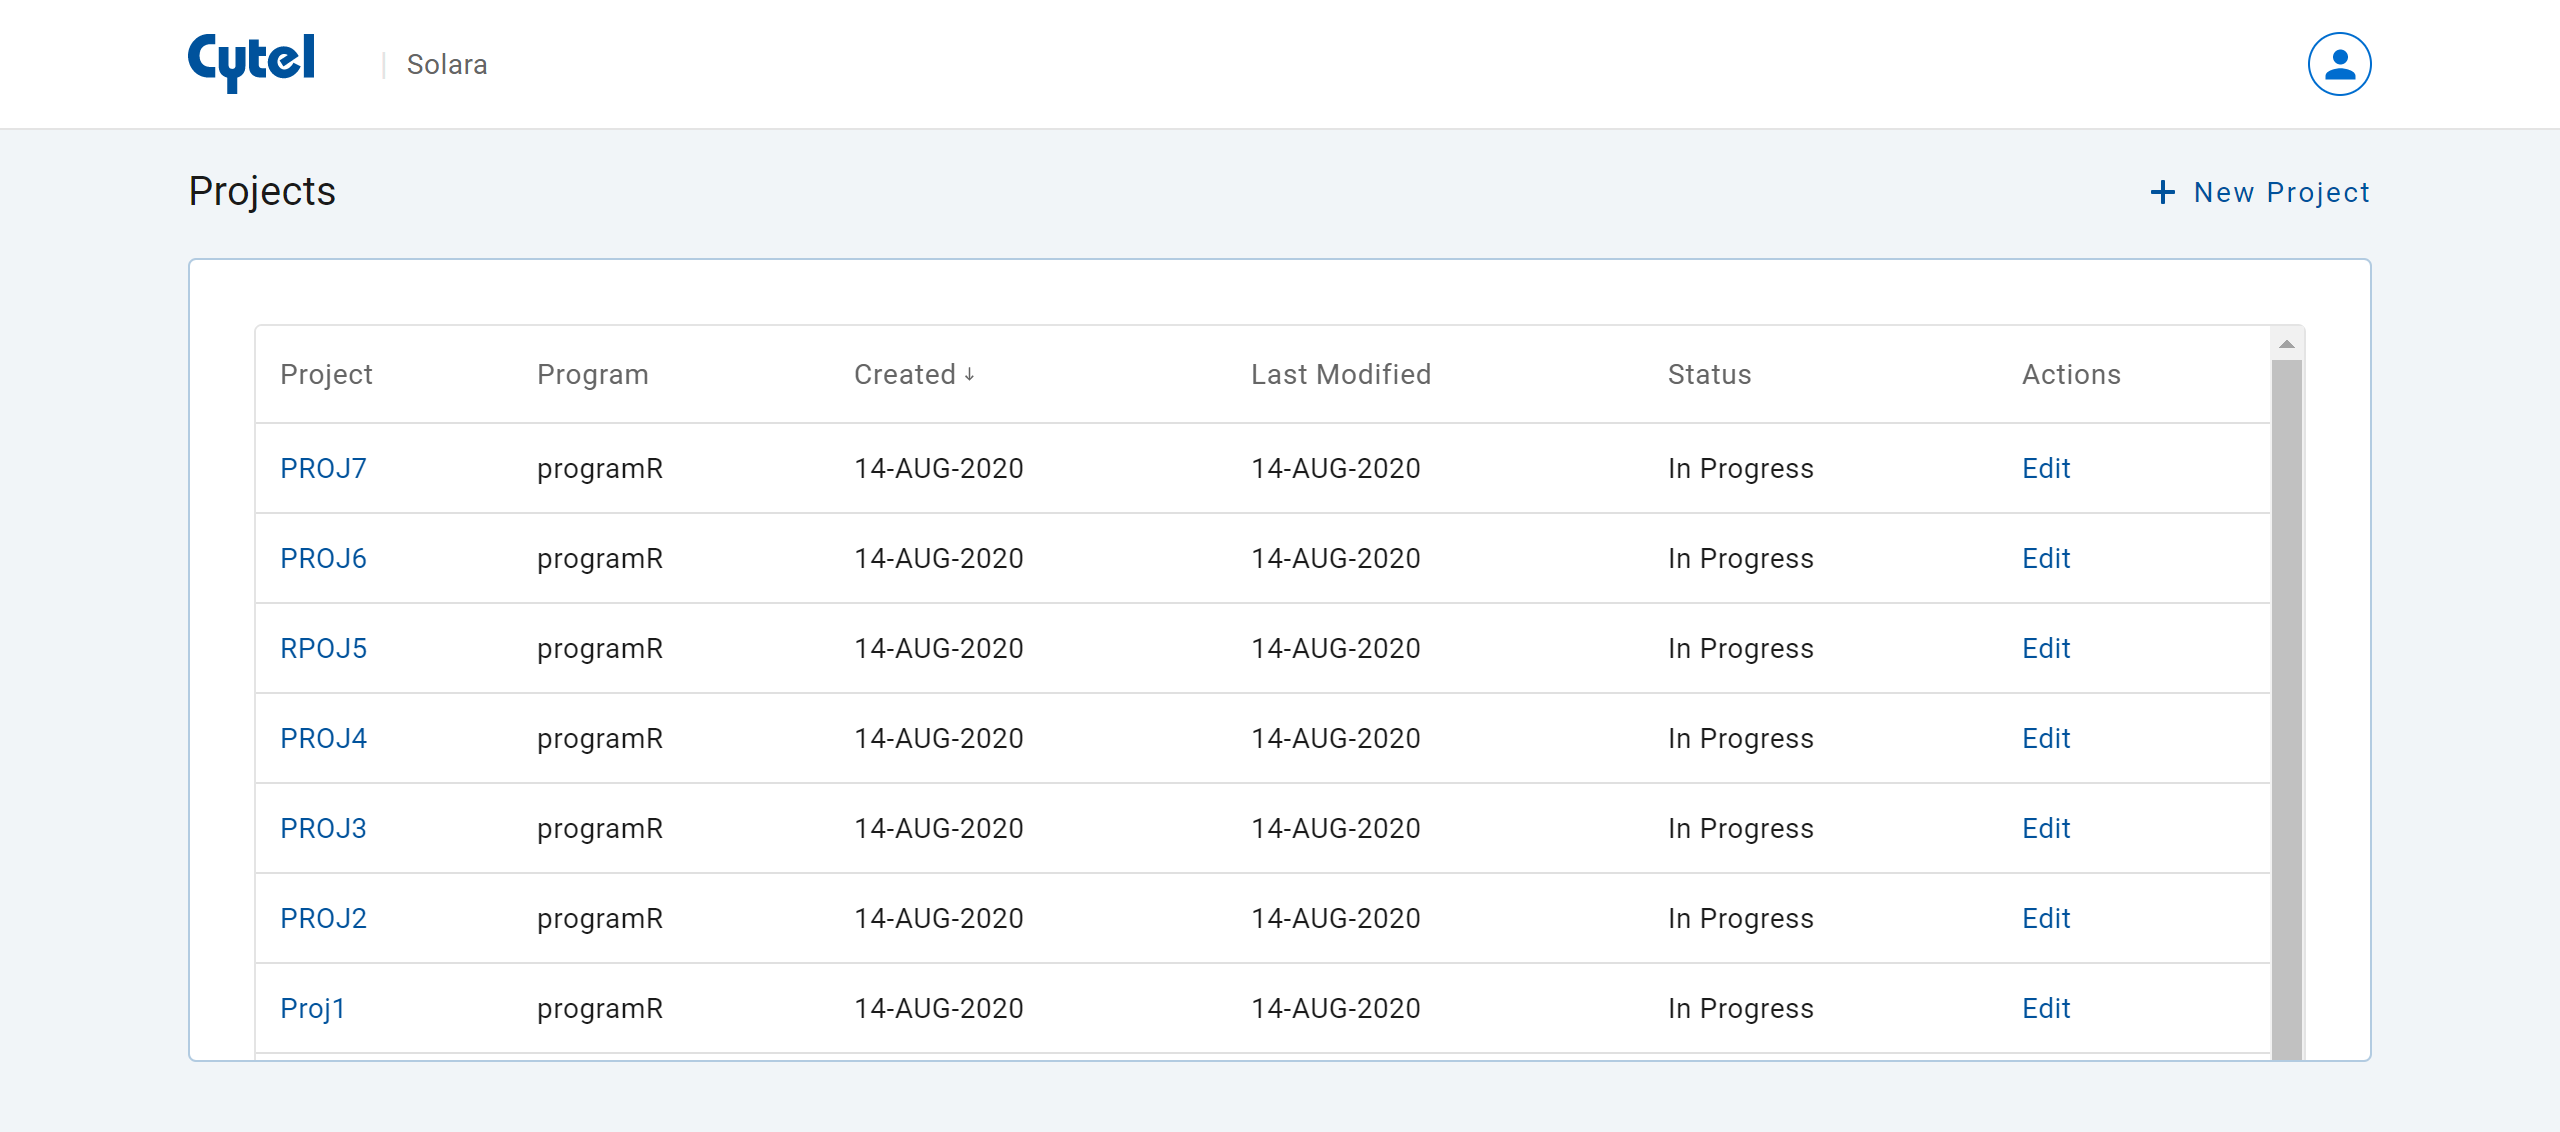 Cytel | Solara
Projects
+ New Project
Project Program Created ↓ Last Modified Status Actions
PROJ7 programR 14-AUG-2020 14-AUG-2020 In Progress Edit
PROJ6 programR 14-AUG-2020 14-AUG-2020 In Progress Edit
RPOJ5 programR 14-AUG-2020 14-AUG-2020 In Progress Edit
PROJ4 programR 14-AUG-2020 14-AUG-2020 In Progress Edit
PROJ3 programR 14-AUG-2020 14-AUG-2020 In Progress Edit
PROJ2 programR 14-AUG-2020 14-AUG-2020 In Progress Edit
Proj1 programR 14-AUG-2020 14-AUG-2020 In Progress Edit